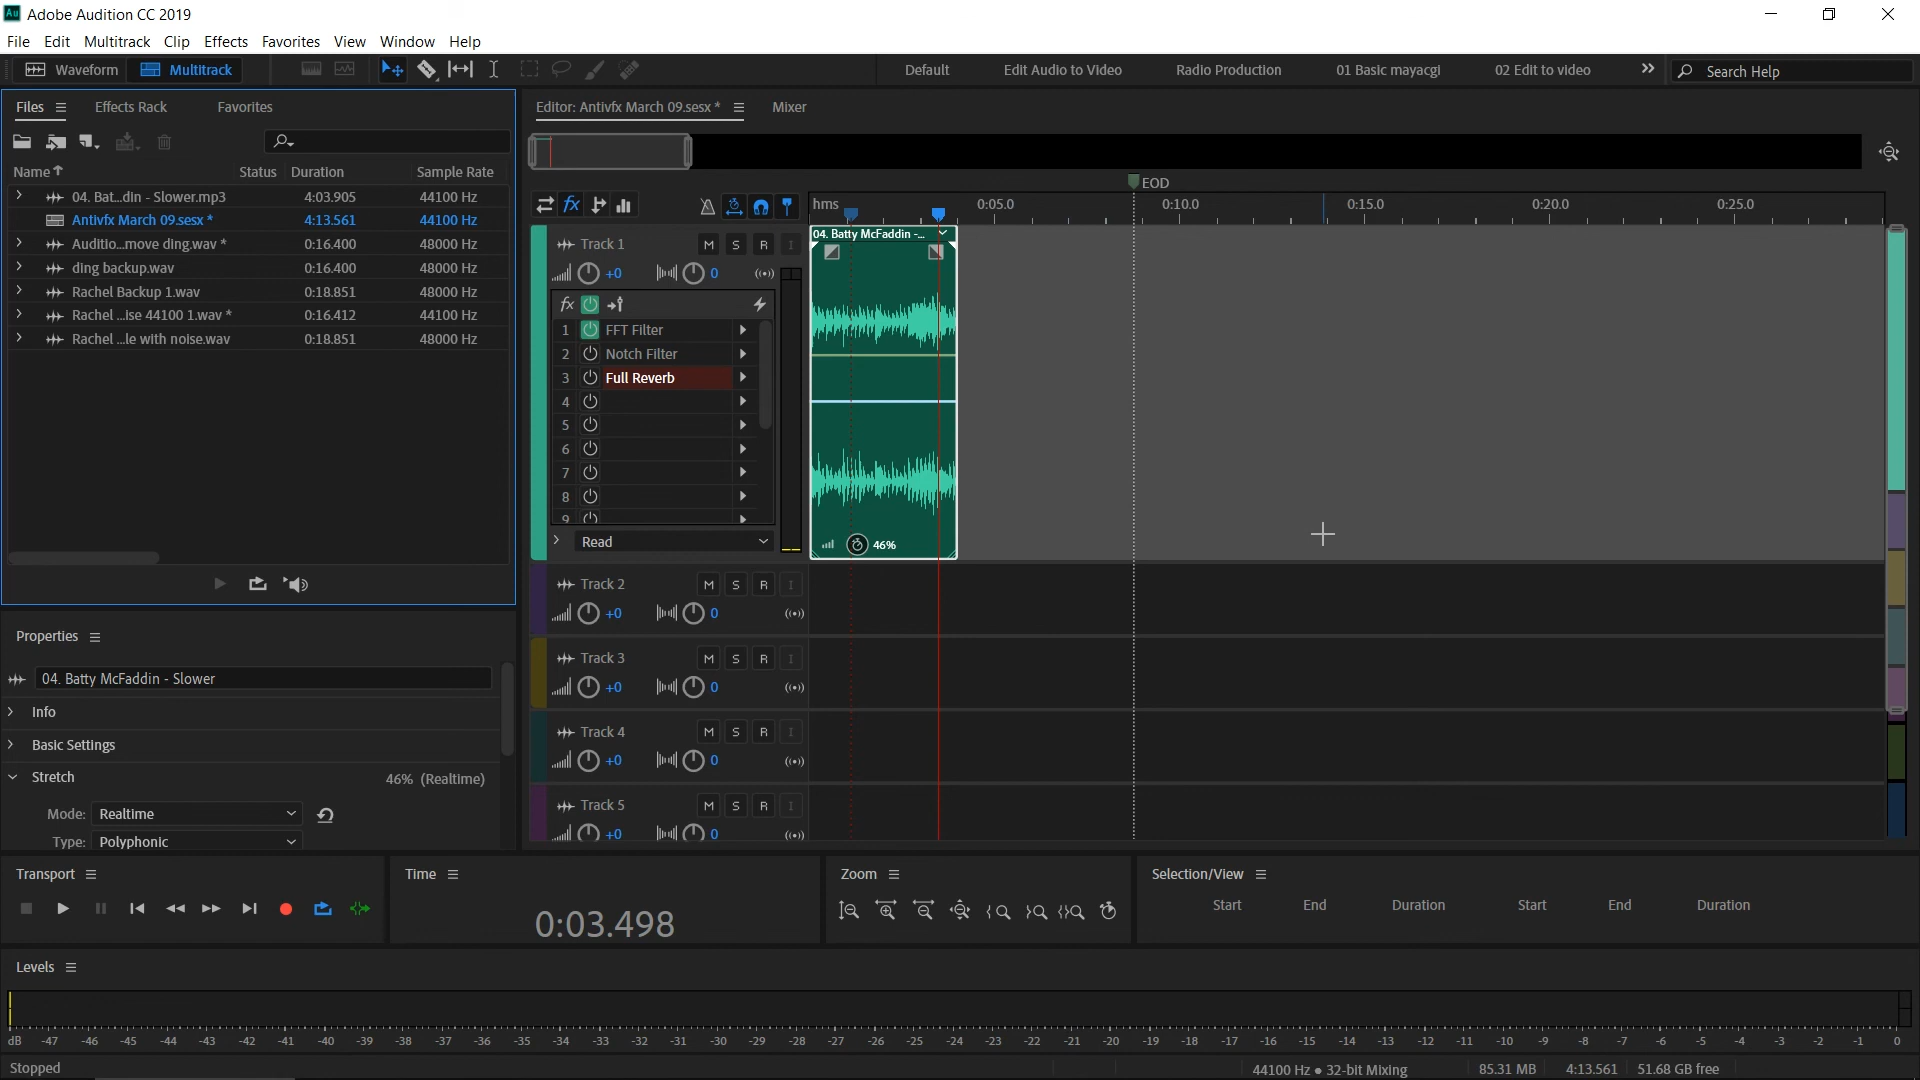 Au Adobe Audition CC 2019
File Edit Multitrack Clip Effects Favorites View Window Help
Waveform Multitrack Default Edit Audio to Video Radio Production 01 Basic mayacgi 02 Edit to video Search Help
Files Effects Rack Favorites
Name Status Duration Sample Rate
04. Bat...din - Slower.mp3 4:03.905 44100 Hz
Antivfx March 09.sesx * 4:13.561 44100 Hz
Auditio...move ding.wav * 0:16.400 48000 Hz
ding backup.wav 0:16.400 48000 Hz
Rachel Backup 1.wav 0:18.851 48000 Hz
Rachel ...ise 44100 1.wav * 0:16.412 44100 Hz
Rachel ...le with noise.wav 0:18.851 48000 Hz
Editor: Antivfx March 09.sesx * Mixer
EOD
hms 0:05.0 0:10.0 0:15.0 0:20.0 0:25.0
04. Batty McFaddin -...
Track 1 M S R I
+0 0
fx
1 FFT Filter
2 Notch Filter
3 Full Reverb
4
5
6
7
8
9
Read
46%
Track 2 M S R I
+0 0
Track 3 M S R I
+0 0
Track 4 M S R I
+0 0
Track 5 M S R I
+0 0
Properties
04. Batty McFaddin - Slower
Info
Basic Settings
Stretch 46% (Realtime)
Mode: Realtime
Type: Polyphonic
Transport
Time
0:03.498
Zoom
Selection/View
Start End Duration Start End Duration
Levels
dB -47 -46 -45 -44 -43 -42 -41 -40 -39 -38 -37 -36 -35 -34 -33 -32 -31 -30 -29 -28 -27 -26 -25 -24 -23 -22 -21 -20 -19 -18 -17 -16 -15 -14 -13 -12 -11 -10 -9 -8 -7 -6 -5 -4 -3 -2 -1 0
Stopped 44100 Hz • 32-bit Mixing 85.31 MB 4:13.561 51.68 GB free